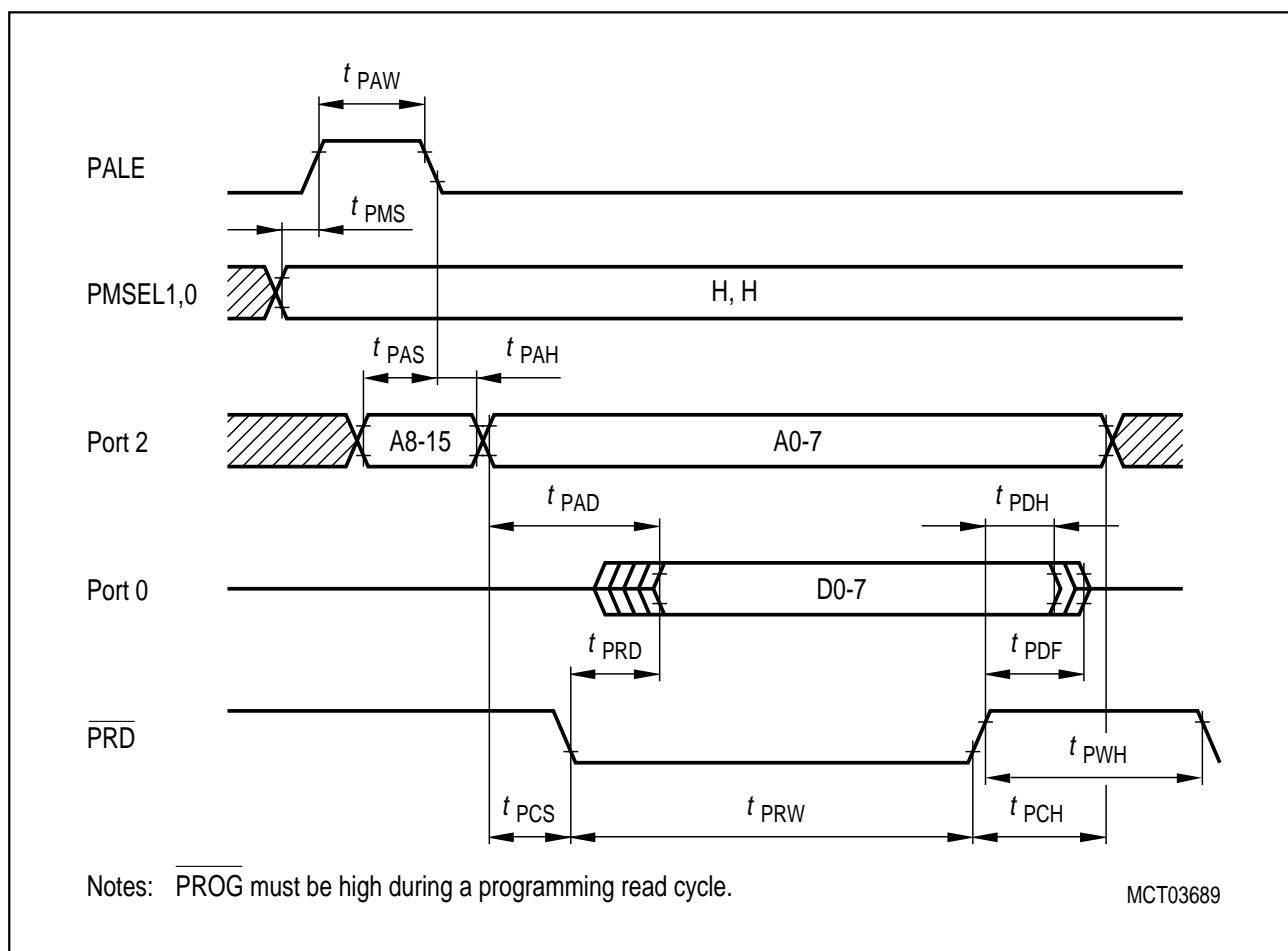 t PAW
PALE
t PMS
PMSEL1,0
H, H
t PAS
t PAH
Port 2
A8-15
A0-7
t PAD
t PDH
Port 0
D0-7
t PRD
t PDF
PRD
t PWH
t PCS
t PRW
t PCH
Notes: PROG must be high during a programming read cycle.
MCT03689